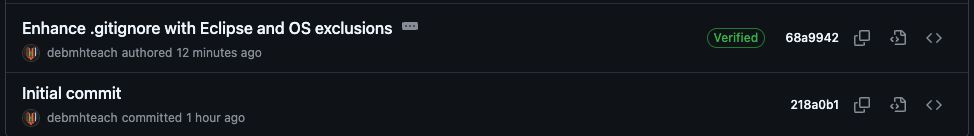 Enhance .gitignore with Eclipse and OS exclusions
debmhteach authored 12 minutes ago
Verified
68a9942
Initial commit
debmhteach committed 1 hour ago
218a0b1